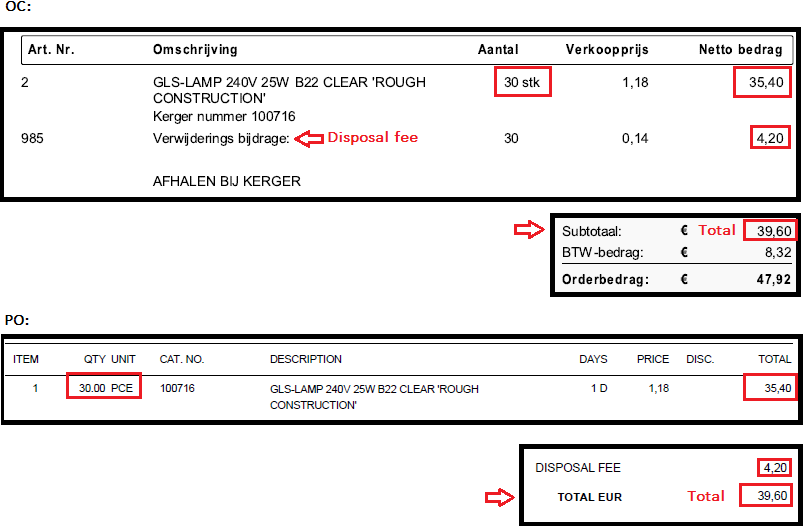 OC:
Art. Nr. Omschrijving Aantal Verkoopprijs Netto bedrag
2 GLS-LAMP 240V 25W B22 CLEAR 'ROUGH 30 stk 1,18 35,40
CONSTRUCTION'
Kerger nummer 100716
985 Verwijderings bijdrage: Disposal fee 30 0,14 4,20
AFHALEN BIJ KERGER
Subtotaal: € Total 39,60
BTW-bedrag: € 8,32
Orderbedrag: € 47,92
PO:
ITEM QTY UNIT CAT. NO. DESCRIPTION DAYS PRICE DISC. TOTAL
1 30.00 PCE 100716 GLS-LAMP 240V 25W B22 CLEAR 'ROUGH 1 D 1,18 35,40
CONSTRUCTION'
DISPOSAL FEE 4,20
TOTAL EUR Total 39,60